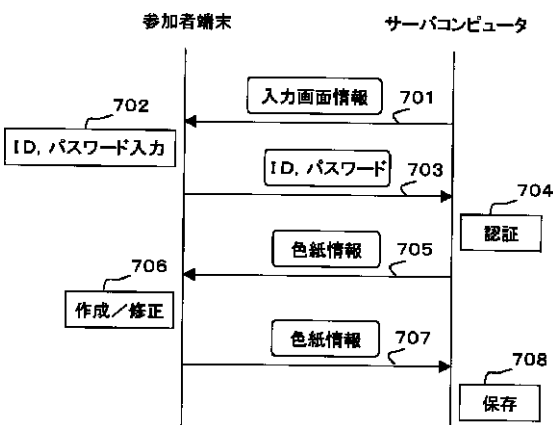 参加者端末
サーバコンピュータ
入力画面情報
701
702
ID,パスワード入力
ID,パスワード
703
704
認証
色紙情報
705
706
作成/修正
色紙情報
707
708
保存